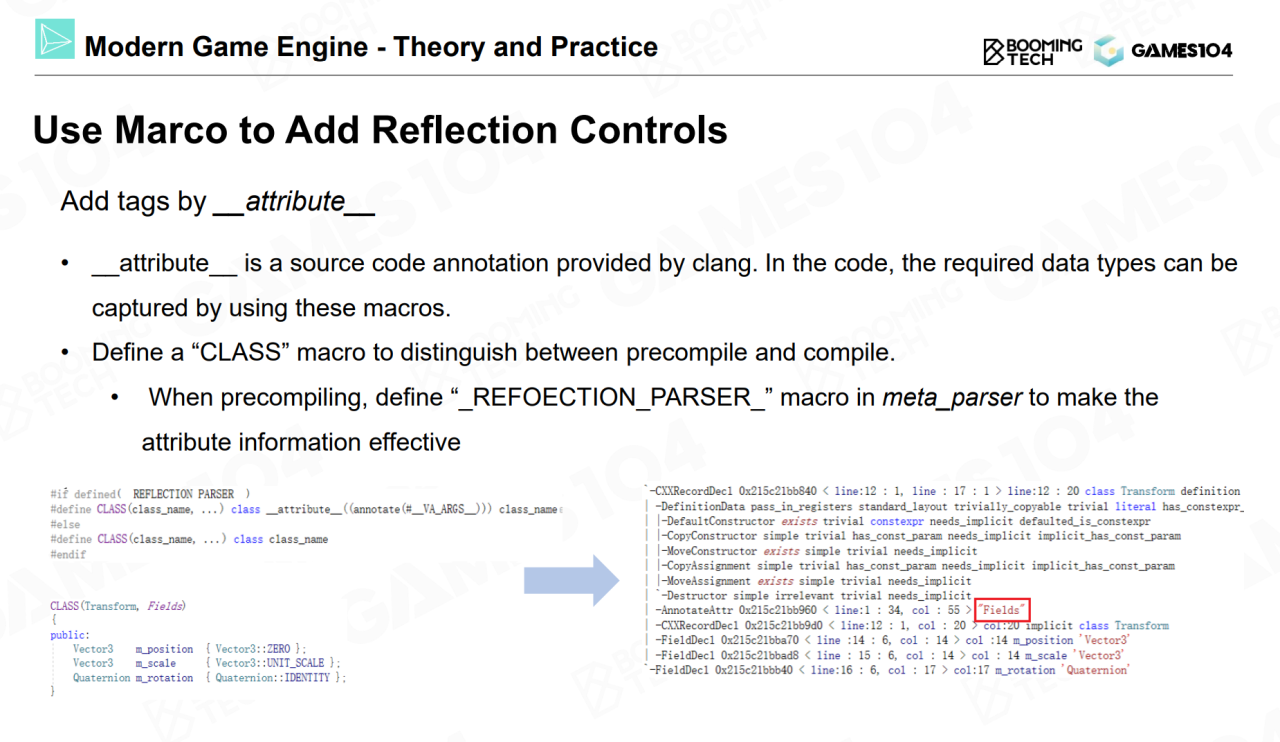 Modern Game Engine - Theory and Practice
BOOMING
TECH
GAMES104
Use Marco to Add Reflection Controls
Add tags by __attribute__
• __attribute__ is a source code annotation provided by clang. In the code, the required data types can be
captured by using these macros.
• Define a “CLASS” macro to distinguish between precompile and compile.
• When precompiling, define “_REFOECTION_PARSER_” macro in meta_parser to make the
attribute information effective
#if defined( REFLECTION PARSER )
#define CLASS(class_name, ...) class __attribute__((annotate(#__VA_ARGS__))) class_name
#else
#define CLASS(class_name, ...) class class_name
#endif
CLASS(Transform, Fields)
{
public:
Vector3 m_position { Vector3::ZERO };
Vector3 m_scale { Vector3::UNIT_SCALE };
Quaternion m_rotation { Quaternion::IDENTITY };
}
`-CXXRecordDecl 0x215c21bb840 < line:12 : 1, line : 17 : 1 > line:12 : 20 class Transform definition
| -DefinitionData pass_in_registers standard_layout trivially_copyable trivial literal has_constexpr_
| |-DefaultConstructor exists trivial constexpr needs_implicit defaulted_is_constexpr
| |-CopyConstructor simple trivial has_const_param needs_implicit implicit_has_const_param
| |-MoveConstructor exists simple trivial needs_implicit
| |-CopyAssignment simple trivial has_const_param needs_implicit implicit_has_const_param
| |-MoveAssignment exists simple trivial needs_implicit
| `-Destructor simple irrelevant trivial needs_implicit
| -AnnotateAttr 0x215c21bb960 < line:1 : 34, col : 55 > "Fields"
| -CXXRecordDecl 0x215c21bb9d0 < line:12 : 1, col : 20 > col:20 implicit class Transform
| -FieldDecl 0x215c21bba70 < line :14 : 6, col : 14 > col :14 m_position 'Vector3'
| -FieldDecl 0x215c21bbad8 < line : 15 : 6, col : 14 > col : 14 m_scale 'Vector3'
`-FieldDecl 0x215c21bbb40 < line:16 : 6, col : 17 > col:17 m_rotation 'Quaternion'